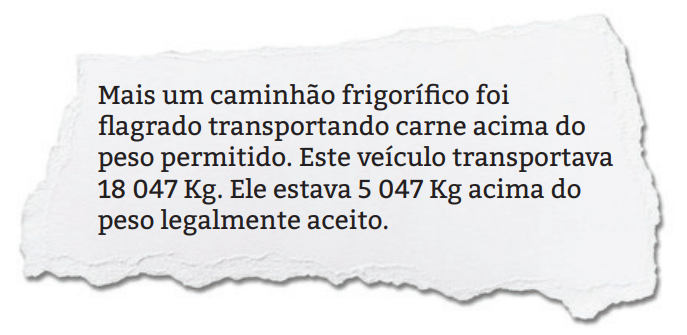 Mais um caminhão frigorífico foi
flagrado transportando carne acima do
peso permitido. Este veículo transportava
18 047 Kg. Ele estava 5 047 Kg acima do
peso legalmente aceito.